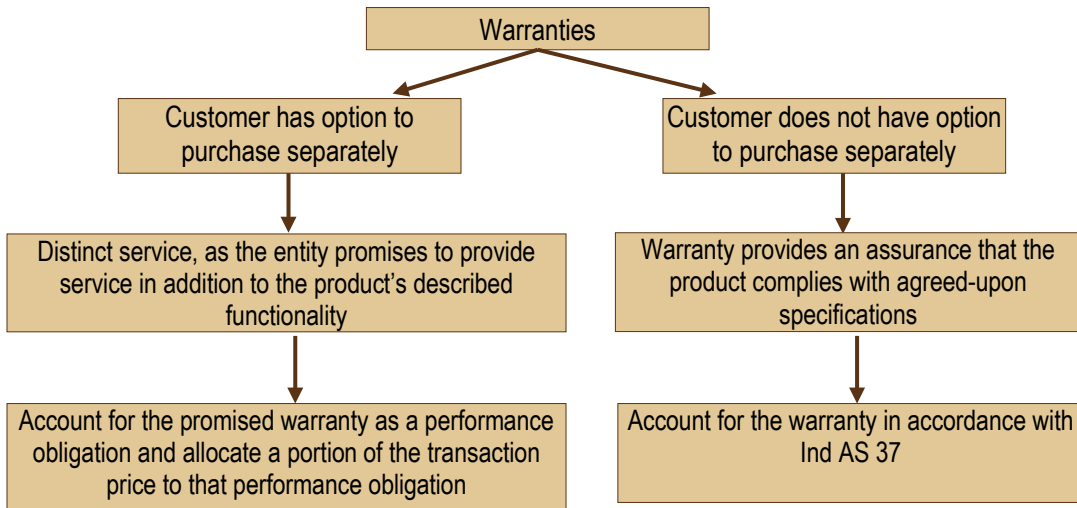 Warranties
Customer has option to
purchase separately
Customer does not have option
to purchase separately
Distinct service, as the entity promises to provide
service in addition to the product's described
functionality
Warranty provides an assurance that the
product complies with agreed-upon
specifications
Account for the promised warranty as a performance
obligation and allocate a portion of the transaction
price to that performance obligation
Account for the warranty in accordance with
Ind AS 37